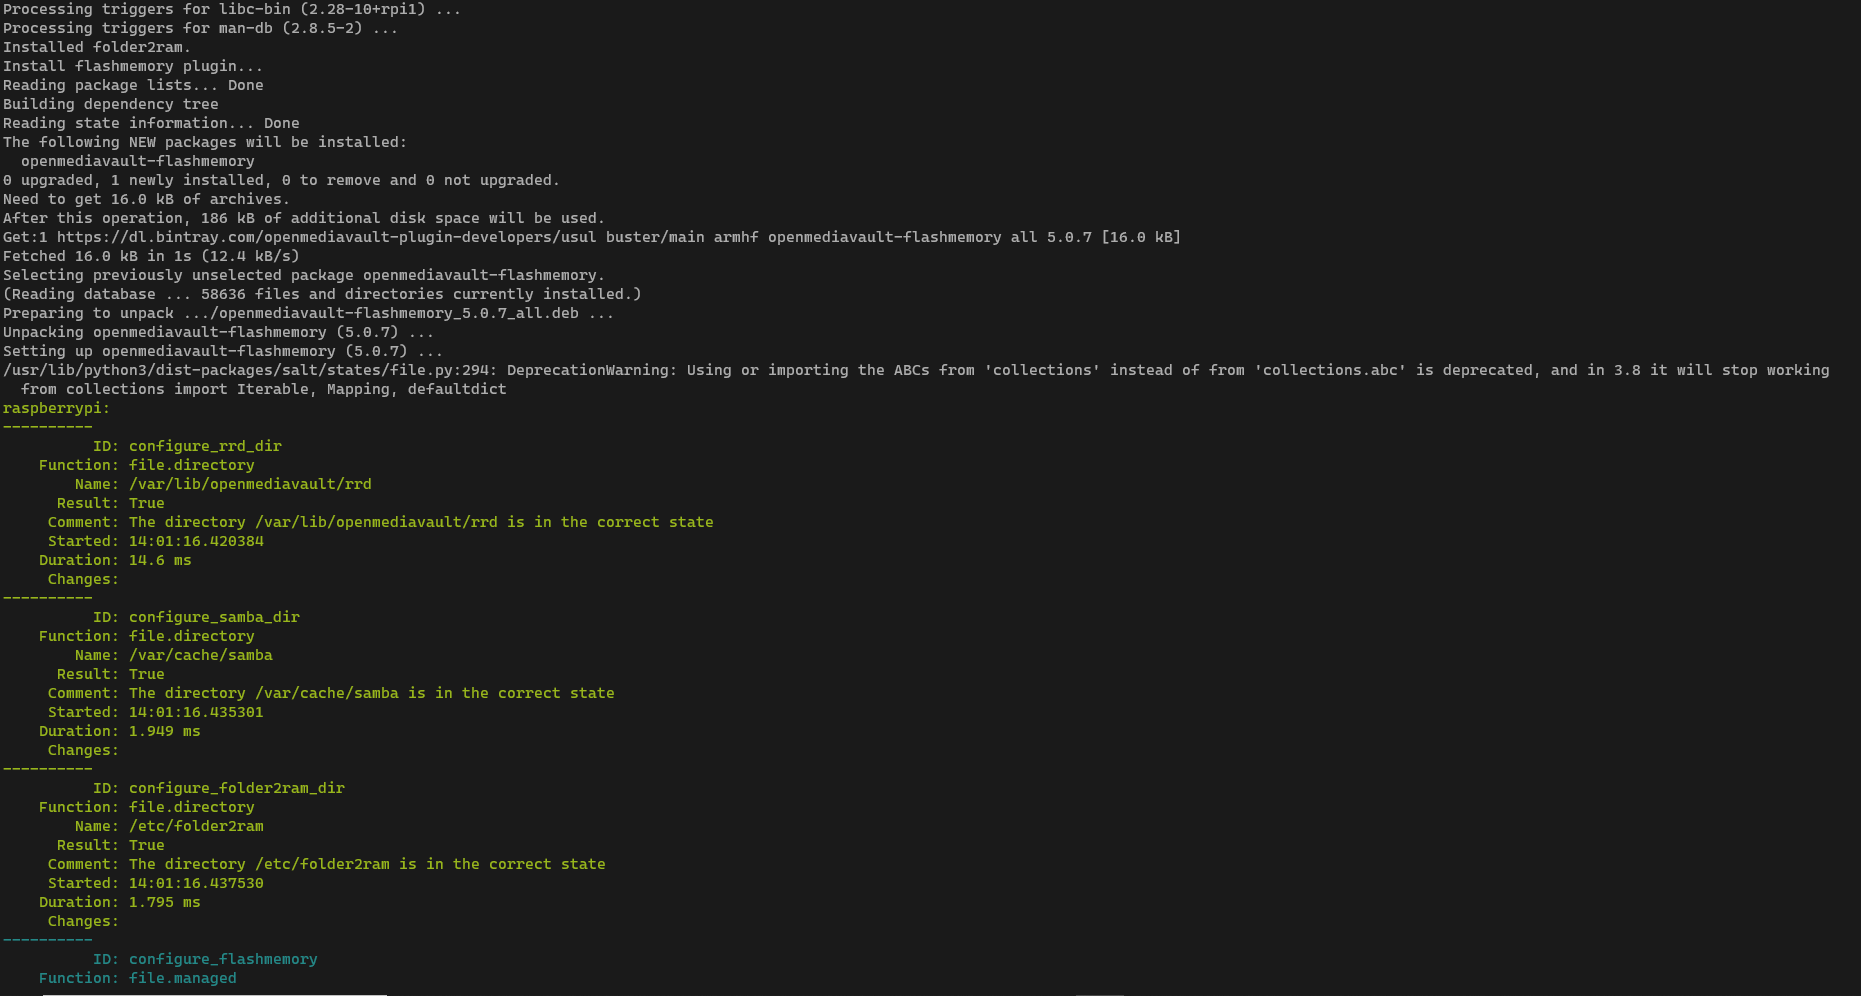 Processing triggers for libc-bin (2.28-10+rpi1) ...
Processing triggers for man-db (2.8.5-2) ...
Installed folder2ram.
Install flashmemory plugin...
Reading package lists... Done
Building dependency tree
Reading state information... Done
The following NEW packages will be installed:
  openmediavault-flashmemory
0 upgraded, 1 newly installed, 0 to remove and 0 not upgraded.
Need to get 16.0 kB of archives.
After this operation, 186 kB of additional disk space will be used.
Get:1 https://dl.bintray.com/openmediavault-plugin-developers/usul buster/main armhf openmediavault-flashmemory all 5.0.7 [16.0 kB]
Fetched 16.0 kB in 1s (12.4 kB/s)
Selecting previously unselected package openmediavault-flashmemory.
(Reading database ... 58636 files and directories currently installed.)
Preparing to unpack .../openmediavault-flashmemory_5.0.7_all.deb ...
Unpacking openmediavault-flashmemory (5.0.7) ...
Setting up openmediavault-flashmemory (5.0.7) ...
/usr/lib/python3/dist-packages/salt/states/file.py:294: DeprecationWarning: Using or importing the ABCs from 'collections' instead of from 'collections.abc' is deprecated, and in 3.8 it will stop working
  from collections import Iterable, Mapping, defaultdict
raspberrypi:
----------
          ID: configure_rrd_dir
    Function: file.directory
        Name: /var/lib/openmediavault/rrd
      Result: True
     Comment: The directory /var/lib/openmediavault/rrd is in the correct state
     Started: 14:01:16.420384
    Duration: 14.6 ms
     Changes:
----------
          ID: configure_samba_dir
    Function: file.directory
        Name: /var/cache/samba
      Result: True
     Comment: The directory /var/cache/samba is in the correct state
     Started: 14:01:16.435301
    Duration: 1.949 ms
     Changes:
----------
          ID: configure_folder2ram_dir
    Function: file.directory
        Name: /etc/folder2ram
      Result: True
     Comment: The directory /etc/folder2ram is in the correct state
     Started: 14:01:16.437530
    Duration: 1.795 ms
     Changes:
----------
          ID: configure_flashmemory
    Function: file.managed